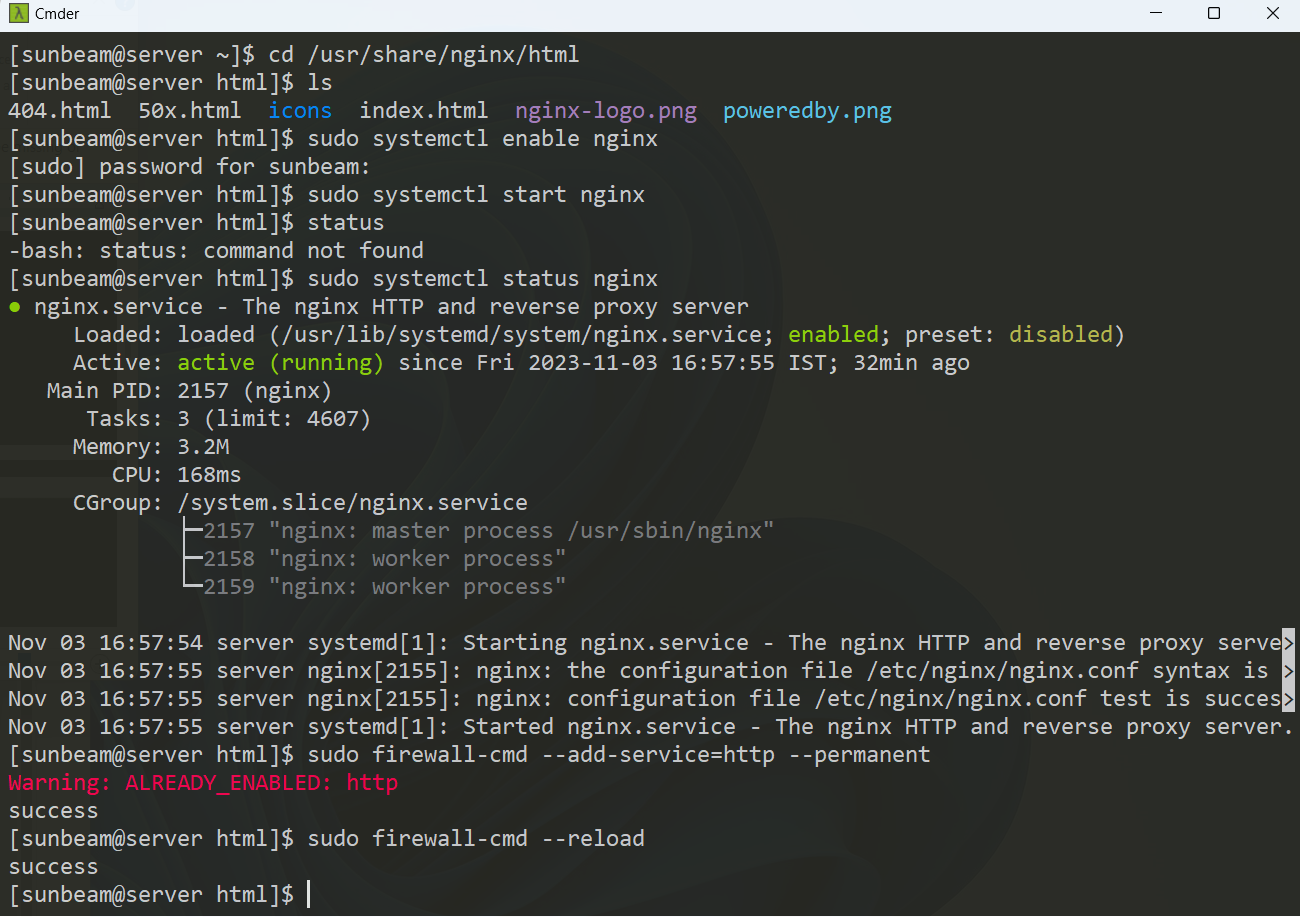 Cmder
[sunbeam@server ~]$ cd /usr/share/nginx/html
[sunbeam@server html]$ ls
404.html  50x.html  icons  index.html  nginx-logo.png  poweredby.png
[sunbeam@server html]$ sudo systemctl enable nginx
[sudo] password for sunbeam:
[sunbeam@server html]$ sudo systemctl start nginx
[sunbeam@server html]$ status
-bash: status: command not found
[sunbeam@server html]$ sudo systemctl status nginx
● nginx.service - The nginx HTTP and reverse proxy server
     Loaded: loaded (/usr/lib/systemd/system/nginx.service; enabled; preset: disabled)
     Active: active (running) since Fri 2023-11-03 16:57:55 IST; 32min ago
   Main PID: 2157 (nginx)
      Tasks: 3 (limit: 4607)
     Memory: 3.2M
        CPU: 168ms
     CGroup: /system.slice/nginx.service
             ├─2157 "nginx: master process /usr/sbin/nginx"
             ├─2158 "nginx: worker process"
             └─2159 "nginx: worker process"
Nov 03 16:57:54 server systemd[1]: Starting nginx.service - The nginx HTTP and reverse proxy serve>
Nov 03 16:57:55 server nginx[2155]: nginx: the configuration file /etc/nginx/nginx.conf syntax is >
Nov 03 16:57:55 server nginx[2155]: nginx: configuration file /etc/nginx/nginx.conf test is succes>
Nov 03 16:57:55 server systemd[1]: Started nginx.service - The nginx HTTP and reverse proxy server.
[sunbeam@server html]$ sudo firewall-cmd --add-service=http --permanent
Warning: ALREADY_ENABLED: http
success
[sunbeam@server html]$ sudo firewall-cmd --reload
success
[sunbeam@server html]$